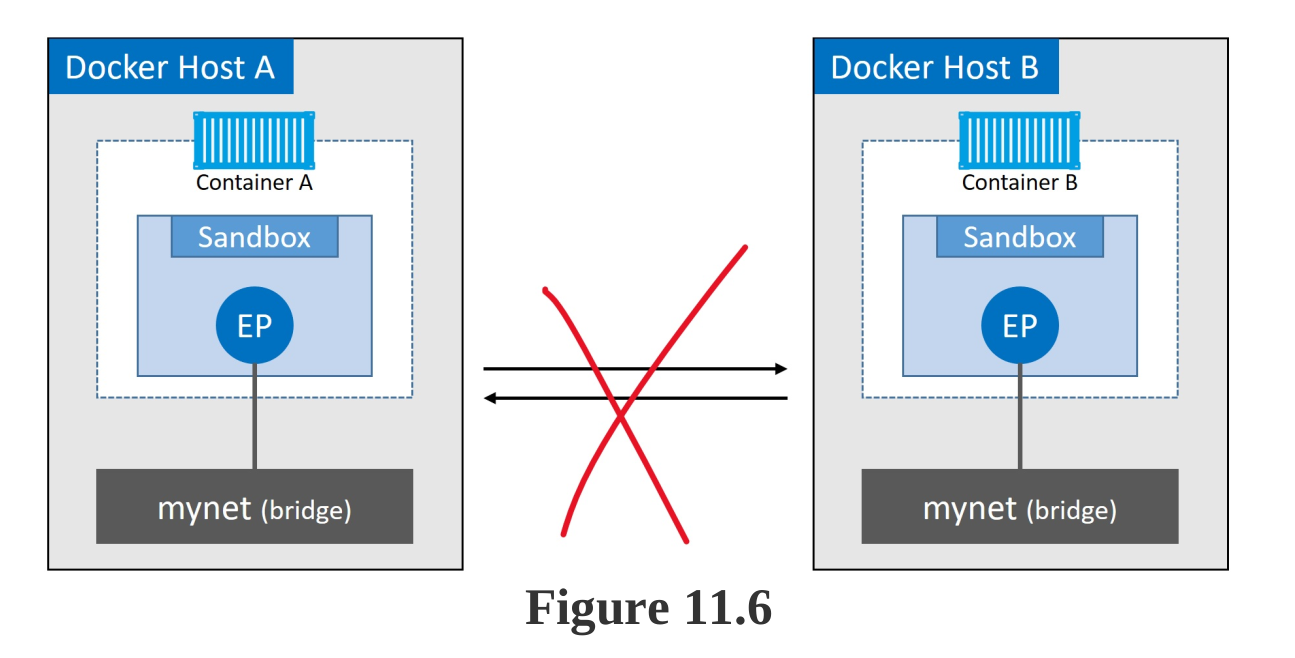 Docker Host A
Container A
Sandbox
EP
mynet (bridge)
Docker Host B
Container B
Sandbox
EP
mynet (bridge)
Figure 11.6